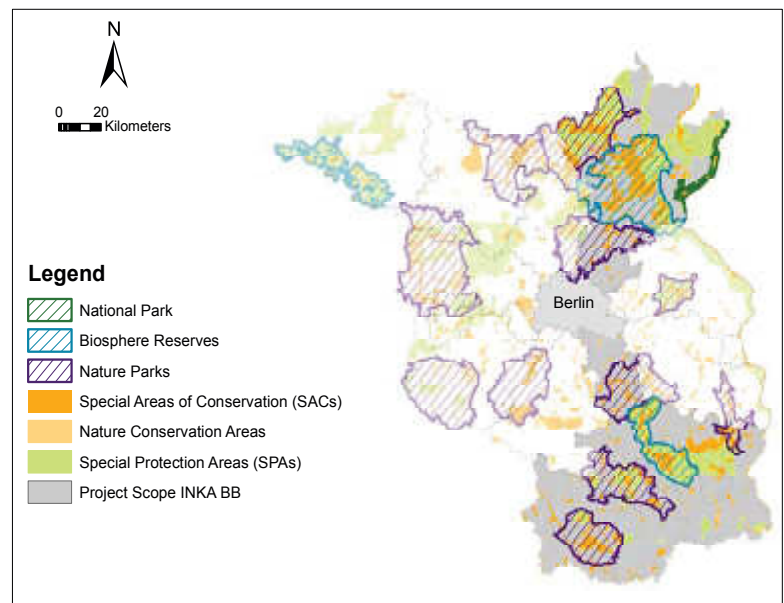 N
0 20
Kilometers
Berlin
Legend
National Park
Biosphere Reserves
Nature Parks
Special Areas of Conservation (SACs)
Nature Conservation Areas
Special Protection Areas (SPAs)
Project Scope INKA BB